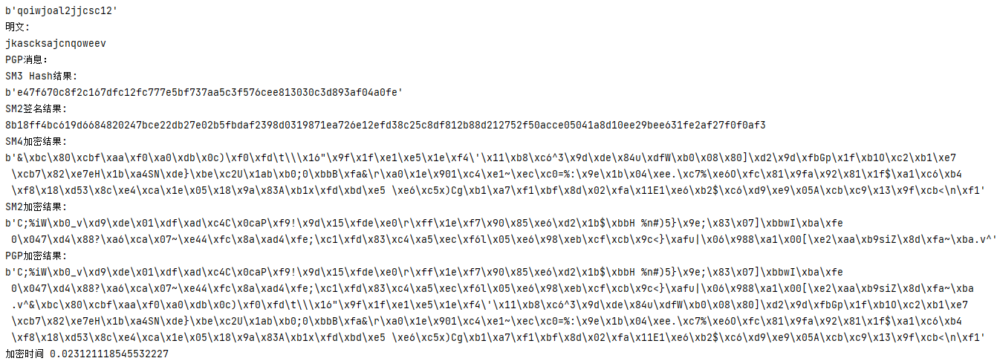 b'qoiwjoal2jjcsc12'
明文:
jkascksajcnqoweev
PGP消息:
SM3 Hash结果:
b'e47f670c8f2c167dfc12fc777e5bf737aa5c3f576cee813030c3d893af04a0fe'
SM2签名结果:
8b18ff4bc619d6684820247bce22db27e02b5fbdaf2398d0319871ea726e12efd38c25c8df812b88d212752f50acce05041a8d10ee29bee631fe2af27f0f0af3
SM4加密结果:
b'&\xbc\x80\xcbf\xaa\xf0\xa0\xdb\x0c)\xf0\xfd\t\\\x16"\x9f\x1f\xe1\xe5\x1e\xf4\'\x11\xb8\xc6^3\x9d\xde\x84u\xdfW\xb0\x08\x80]\xd2\x9d\xfbGp\x1f\xb1O\xc2\xb1\xe7
\xcb7\x82\xe7eH\x1b\xa4SN\xde}\xbe\xc2U\x1ab\xb0;0\xbbB\xfa&\r\xa0\x1e\x901\xc4\xe1~\xec\xc0=%:\x9e\x1b\x04\xee.\xc7%\xe6O\xfc\x81\x9fa\x92\x81\x1f$\xa1\xc6\xb4
\xf8\x18\xd53\x8c\xe4\xca\x1e\x05\x18\x9a\x83A\xb1x\xfd\xbd\xe5 \xe6\xc5x)Cg\xb1\xa7\xf1\xbf\x8d\x02\xfa\x11E1\xe6\xb2$\xc6\xd9\xe9\x05A\xcb\xc9\x13\x9f\xcb<\n\xf1'
SM2加密结果:
b'C;%iW\xb0_v\xd9\xde\x01\xdf\xad\xc4C\x0caP\xf9!\x9d\x15\xfde\xe0\r\xff\x1e\xf7\x90\x85\xe6\xd2\x1b$\xbbH %n#)5}\x9e;\x83\x07]\xbbwI\xba\xfe
0\x047\xd4\x88?\xa6\xca\x07~\xe44\xfc\x8a\xad4\xfe;\xc1\xfd\x83\xc4\xa5\xec\xf6l\x05\xe6\x98\xeb\xcf\xcb\x9c<}\xafu|\x06\x988\xa1\x00[\xe2\xaa\xb9siZ\x8d\xfa~\xba.v^'
PGP加密结果:
b'C;%iW\xb0_v\xd9\xde\x01\xdf\xad\xc4C\x0caP\xf9!\x9d\x15\xfde\xe0\r\xff\x1e\xf7\x90\x85\xe6\xd2\x1b$\xbbH %n#)5}\x9e;\x83\x07]\xbbwI\xba\xfe
0\x047\xd4\x88?\xa6\xca\x07~\xe44\xfc\x8a\xad4\xfe;\xc1\xfd\x83\xc4\xa5\xec\xf6l\x05\xe6\x98\xeb\xcf\xcb\x9c<}\xafu|\x06\x988\xa1\x00[\xe2\xaa\xb9siZ\x8d\xfa~\xba
.v^&\xbc\x80\xcbf\xaa\xf0\xa0\xdb\x0c)\xf0\xfd\t\\\x16"\x9f\x1f\xe1\xe5\x1e\xf4\'\x11\xb8\xc6^3\x9d\xde\x84u\xdfW\xb0\x08\x80]\xd2\x9d\xfbGp\x1f\xb1O\xc2\xb1\xe7
\xcb7\x82\xe7eH\x1b\xa4SN\xde}\xbe\xc2U\x1ab\xb0;0\xbbB\xfa&\r\xa0\x1e\x901\xc4\xe1~\xec\xc0=%:\x9e\x1b\x04\xee.\xc7%\xe6O\xfc\x81\x9fa\x92\x81\x1f$\xa1\xc6\xb4
\xf8\x18\xd53\x8c\xe4\xca\x1e\x05\x18\x9a\x83A\xb1x\xfd\xbd\xe5 \xe6\xc5x)Cg\xb1\xa7\xf1\xbf\x8d\x02\xfa\x11E1\xe6\xb2$\xc6\xd9\xe9\x05A\xcb\xc9\x13\x9f\xcb<\n\xf1'
加密时间 0.023121118545532227